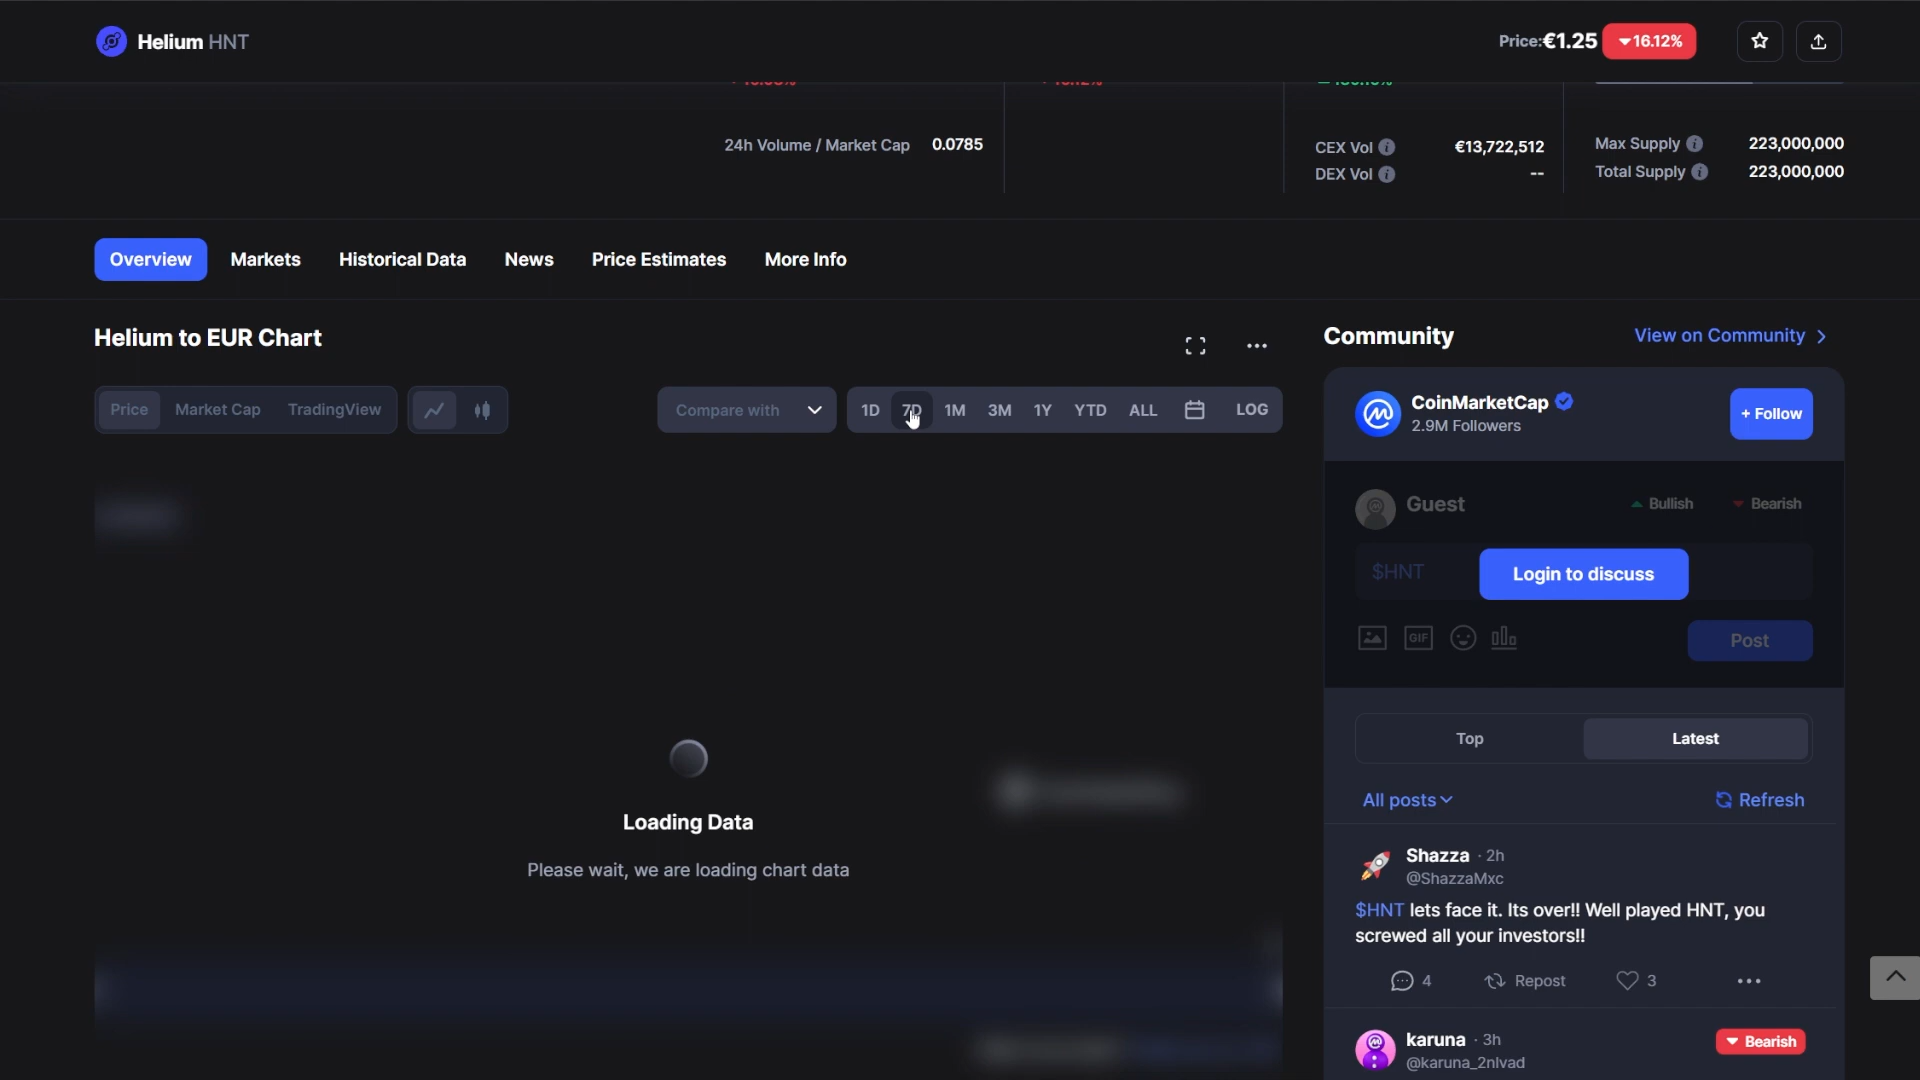 Helium HNT
Price:€1.25 16.12%
24h Volume / Market Cap 0.0785
CEX Vol €13,722,512
DEX Vol --
Max Supply 223,000,000
Total Supply 223,000,000
Overview Markets Historical Data News Price Estimates More Info
Helium to EUR Chart
Price Market Cap TradingView
Compare with
1D 7D 1M 3M 1Y YTD ALL LOG
Loading Data
Please wait, we are loading chart data
Community
View on Community
CoinMarketCap
2.9M Followers
+ Follow
Guest
Bullish Bearish
$HNT
Login to discuss
GIF
Post
Top Latest
All posts Refresh
Shazza · 2h
@ShazzaMxc
$HNT lets face it. Its over!! Well played HNT, you
screwed all your investors!!
4 Repost 3
karuna · 3h
@karuna_2nlvad
Bearish